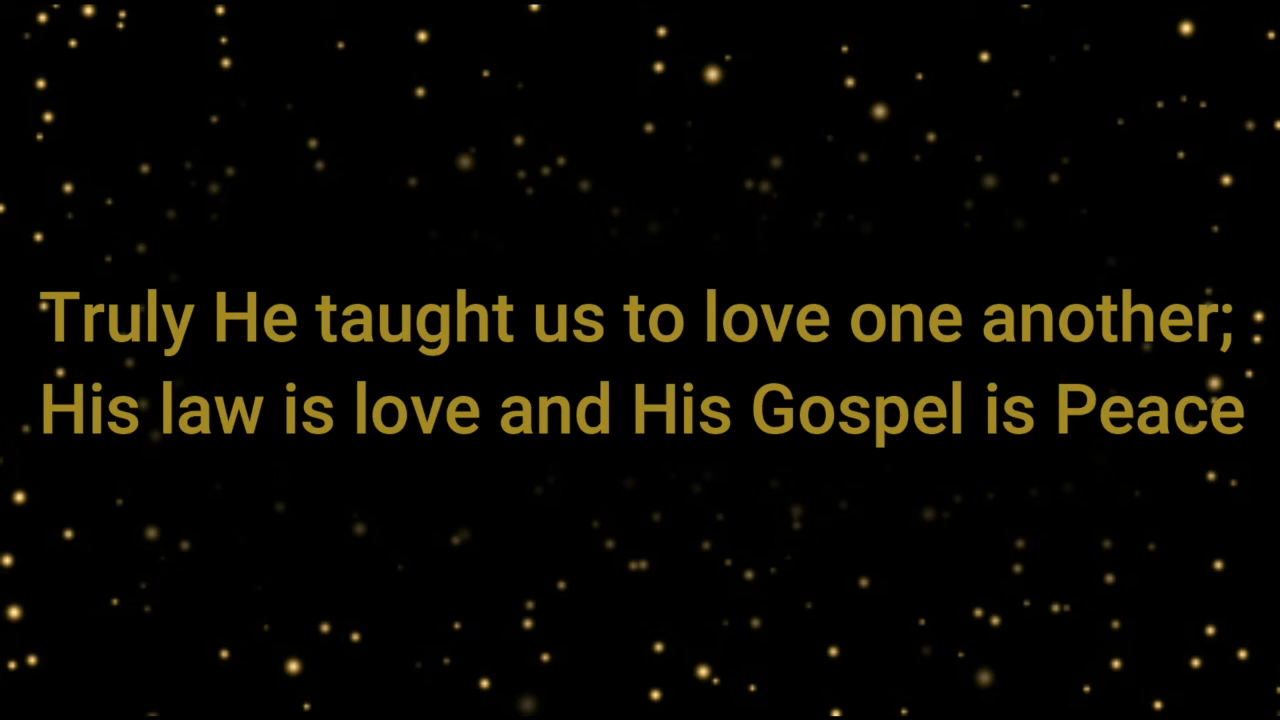 Truly He taught us to love one another;
His law is love and His Gospel is Peace